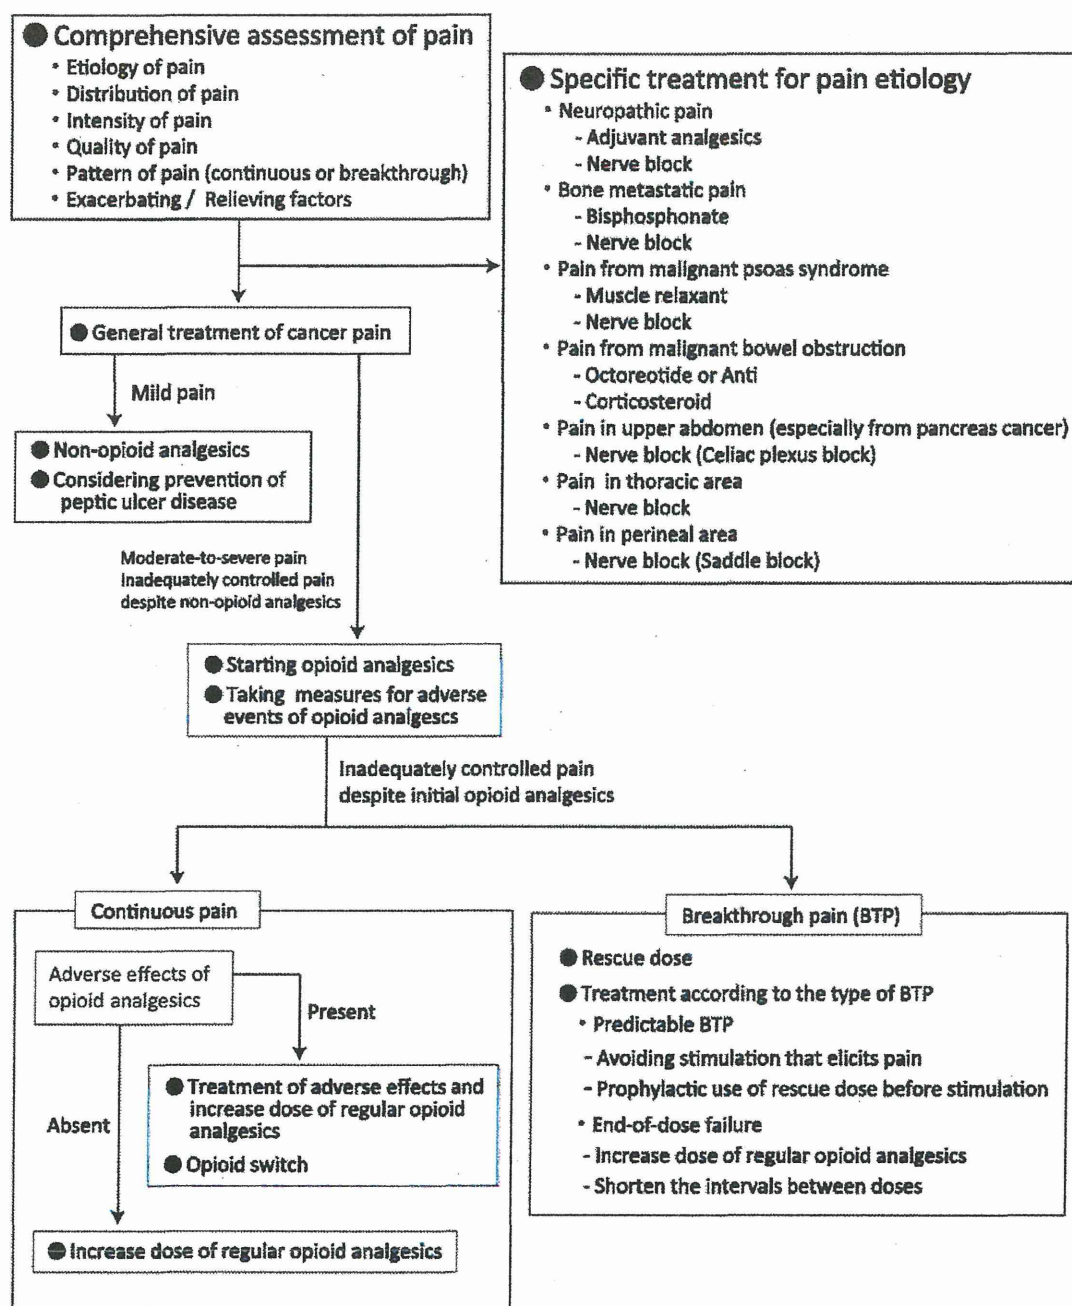 ● Comprehensive assessment of pain
• Etiology of pain
• Distribution of pain
• Intensity of pain
• Quality of pain
• Pattern of pain (continuous or breakthrough)
• Exacerbating / Relieving factors
● Specific treatment for pain etiology
• Neuropathic pain
- Adjuvant analgesics
- Nerve block
• Bone metastatic pain
- Bisphosphonate
- Nerve block
• Pain from malignant psoas syndrome
- Muscle relaxant
- Nerve block
• Pain from malignant bowel obstruction
- Octoreotide or Anti
- Corticosteroid
• Pain in upper abdomen (especially from pancreas cancer)
- Nerve block (Celiac plexus block)
• Pain in thoracic area
- Nerve block
• Pain in perineal area
- Nerve block (Saddle block)
● General treatment of cancer pain
Mild pain
● Non-opioid analgesics
● Considering prevention of
peptic ulcer disease
Moderate-to-severe pain
Inadequately controlled pain
despite non-opioid analgesics
● Starting opioid analgesics
● Taking measures for adverse
events of opioid analgescs
Inadequately controlled pain
despite initial opioid analgesics
Continuous pain
Adverse effects of
opioid analgesics
Present
● Treatment of adverse effects and
increase dose of regular opioid
analgesics
● Opioid switch
Absent
● Increase dose of regular opioid analgesics
Breakthrough pain (BTP)
● Rescue dose
● Treatment according to the type of BTP
• Predictable BTP
- Avoiding stimulation that elicits pain
- Prophylactic use of rescue dose before stimulation
• End-of-dose failure
- Increase dose of regular opioid analgesics
- Shorten the intervals between doses